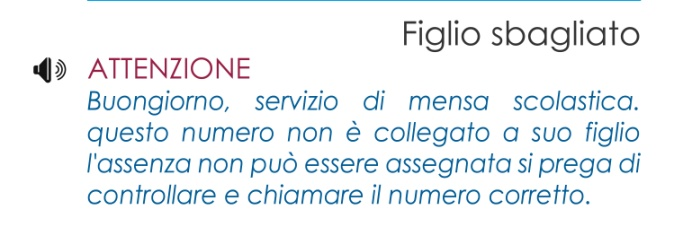 Figlio sbagliato
ATTENZIONE
Buongiorno, servizio di mensa scolastica.
questo numero non è collegato a suo figlio
l'assenza non può essere assegnata si prega di
controllare e chiamare il numero corretto.